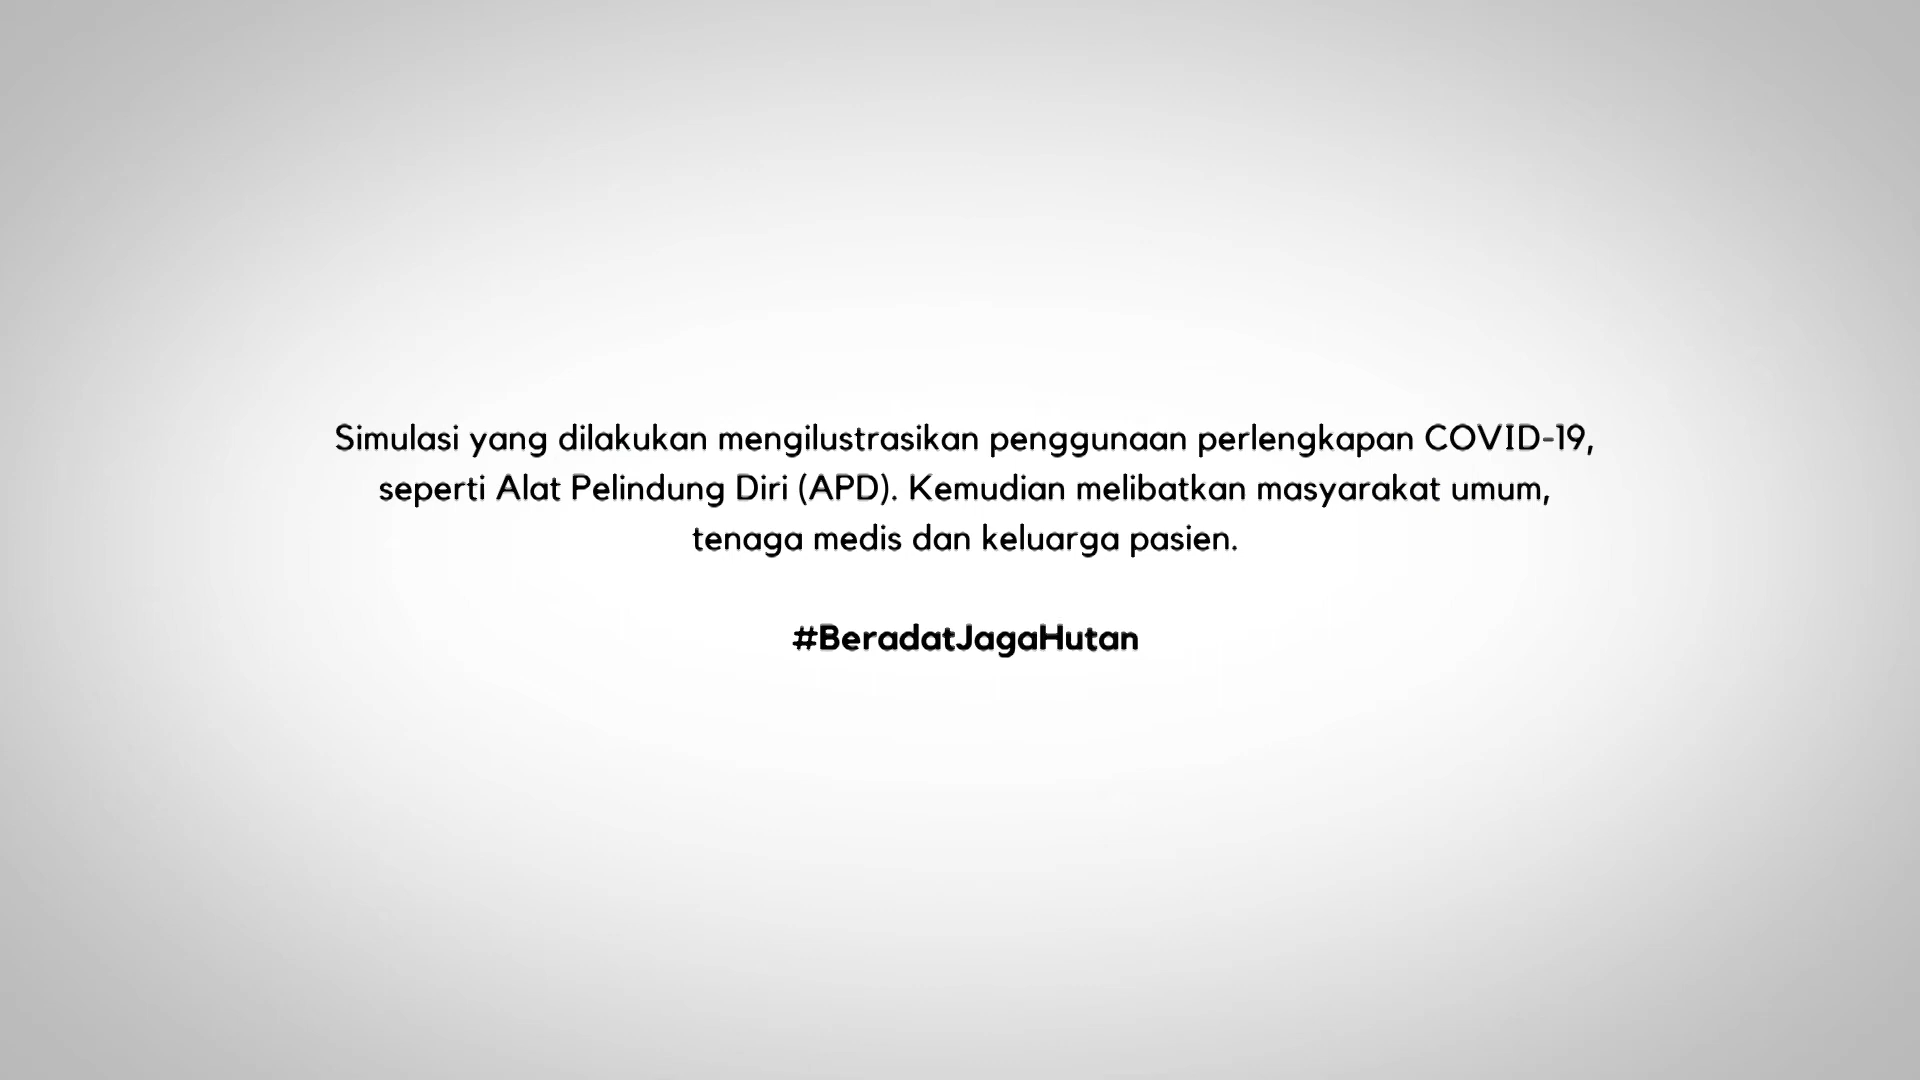 Simulasi yang dilakukan mengilustrasikan penggunaan perlengkapan COVID-19,
seperti Alat Pelindung Diri (APD). Kemudian melibatkan masyarakat umum,
tenaga medis dan keluarga pasien.
#BeradatJagaHutan